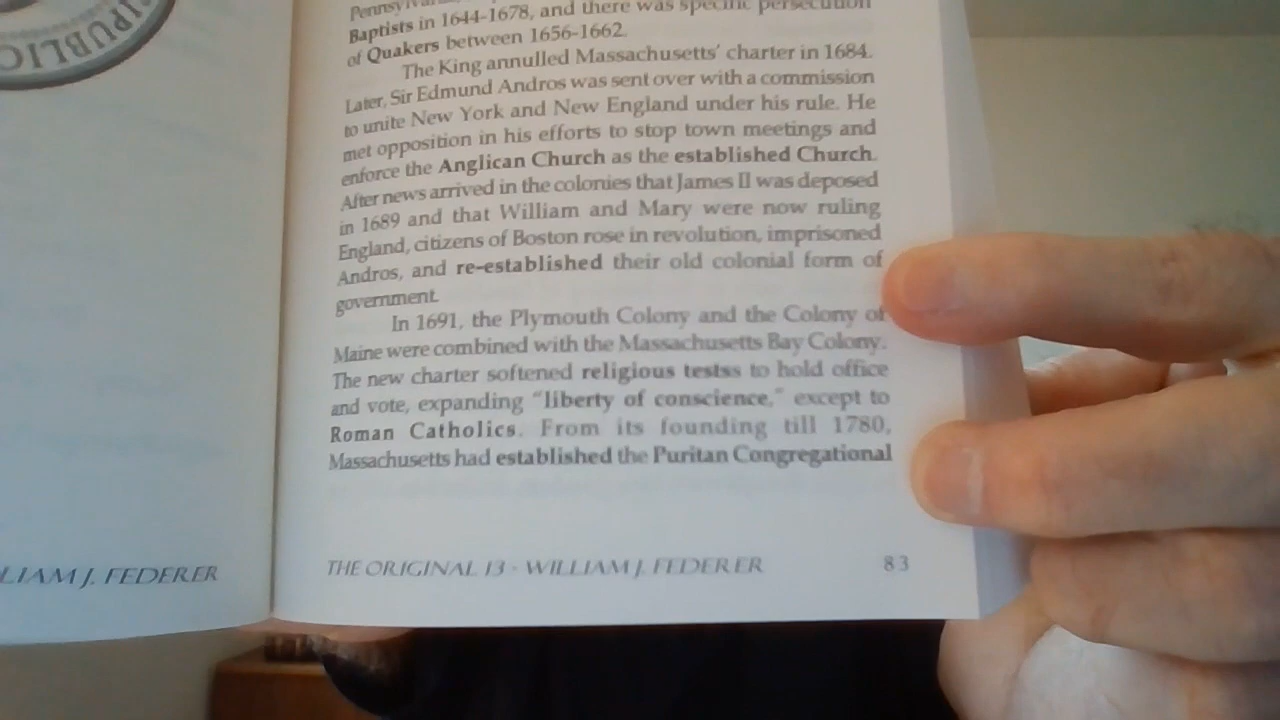 PUBLIC
LIAM J. FEDERER
Baptists in 1644-1678, and there was specific persecution
of Quakers between 1656-1662.
The King annulled Massachusetts' charter in 1684.
Later, Sir Edmund Andros was sent over with a commission
to unite New York and New England under his rule. He
met opposition in his efforts to stop town meetings and
enforce the Anglican Church as the established Church.
After news arrived in the colonies that James II was deposed
in 1689 and that William and Mary were now ruling
England, citizens of Boston rose in revolution, imprisoned
Andros, and re-established their old colonial form of
government.
In 1691, the Plymouth Colony and the Colony of
Maine were combined with the Massachusetts Bay Colony.
The new charter softened religious testss to hold office
and vote, expanding "liberty of conscience," except to
Roman Catholics. From its founding till 1780,
Massachusetts had established the Puritan Congregational
THE ORIGINAL 13 - WILLIAM J. FEDERER 83